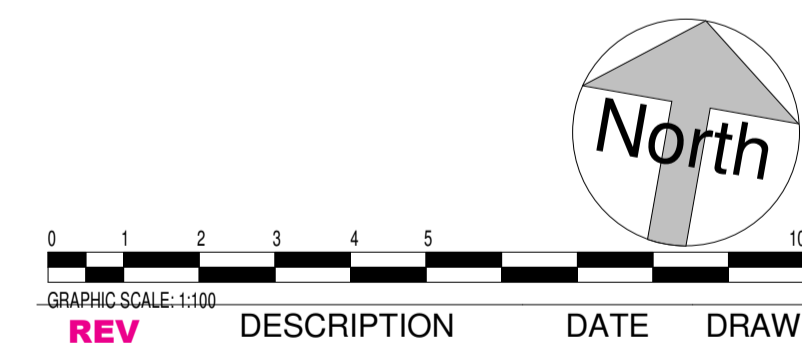 North
0 1 2 3 4 5 10
GRAPHIC SCALE: 1:100
REV DESCRIPTION DATE DRAW